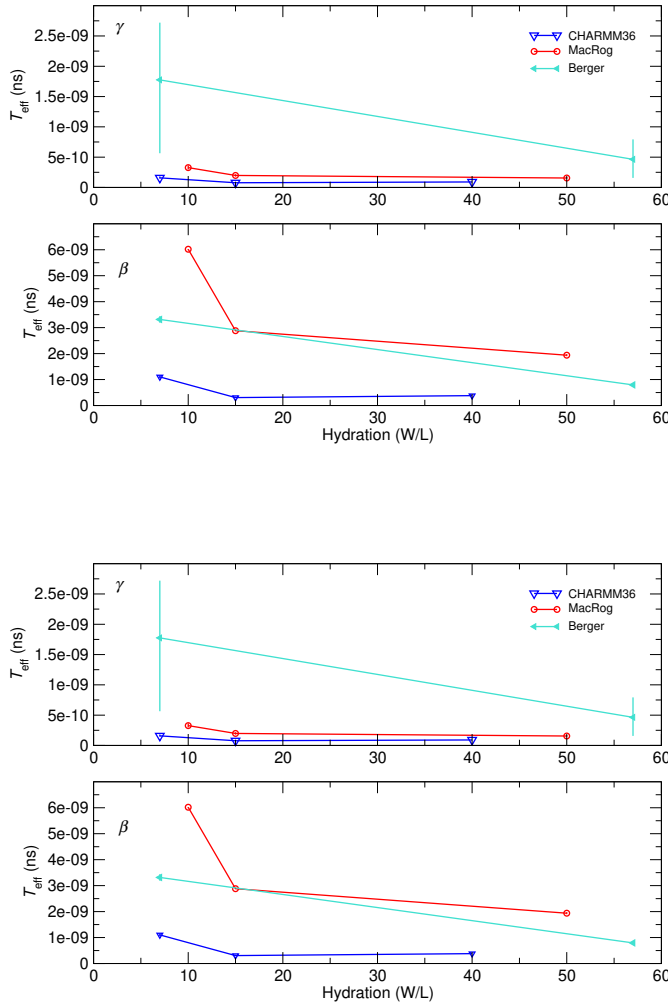 γ
CHARMM36
MacRog
Berger
T_eff (ns)
2.5e-09
2e-09
1.5e-09
1e-09
5e-10
0
0 10 20 30 40 50 60
β
T_eff (ns)
6e-09
5e-09
4e-09
3e-09
2e-09
1e-09
0
0 10 20 30 40 50 60
Hydration (W/L)
γ
CHARMM36
MacRog
Berger
T_eff (ns)
2.5e-09
2e-09
1.5e-09
1e-09
5e-10
0
0 10 20 30 40 50 60
β
T_eff (ns)
6e-09
5e-09
4e-09
3e-09
2e-09
1e-09
0
0 10 20 30 40 50 60
Hydration (W/L)